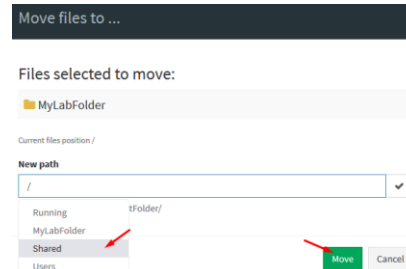 Move files to ...
Files selected to move:
MyLabFolder
Current files position /
New path
/
Running
tFolder/
MyLabFolder
Shared
Users
Move Cancel